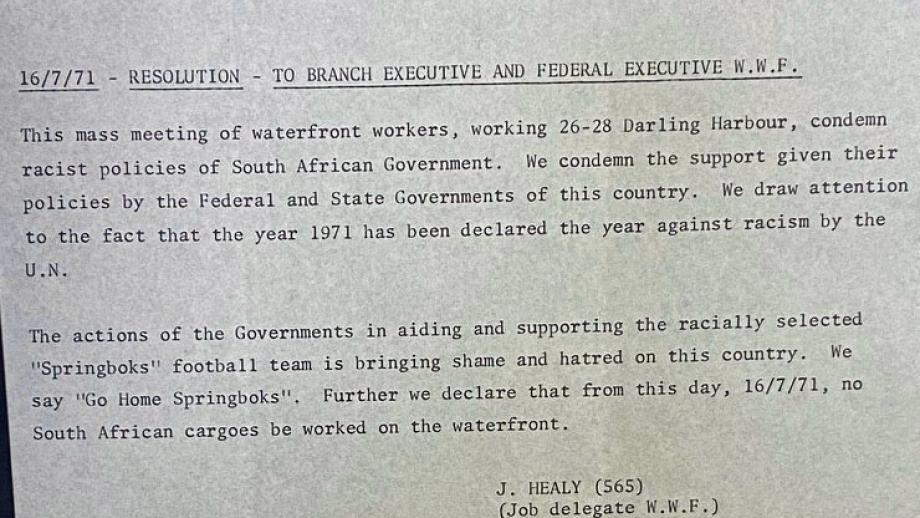 16/7/71 - RESOLUTION - TO BRANCH EXECUTIVE AND FEDERAL EXECUTIVE W.W.F.
This mass meeting of waterfront workers, working 26-28 Darling Harbour, condemn
racist policies of South African Government. We condemn the support given their
policies by the Federal and State Governments of this country. We draw attention
to the fact that the year 1971 has been declared the year against racism by the
U.N.
The actions of the Governments in aiding and supporting the racially selected
"Springboks" football team is bringing shame and hatred on this country. We
say "Go Home Springboks". Further we declare that from this day, 16/7/71, no
South African cargoes be worked on the waterfront.
J. HEALY (565)
(Job delegate W.W.F.)